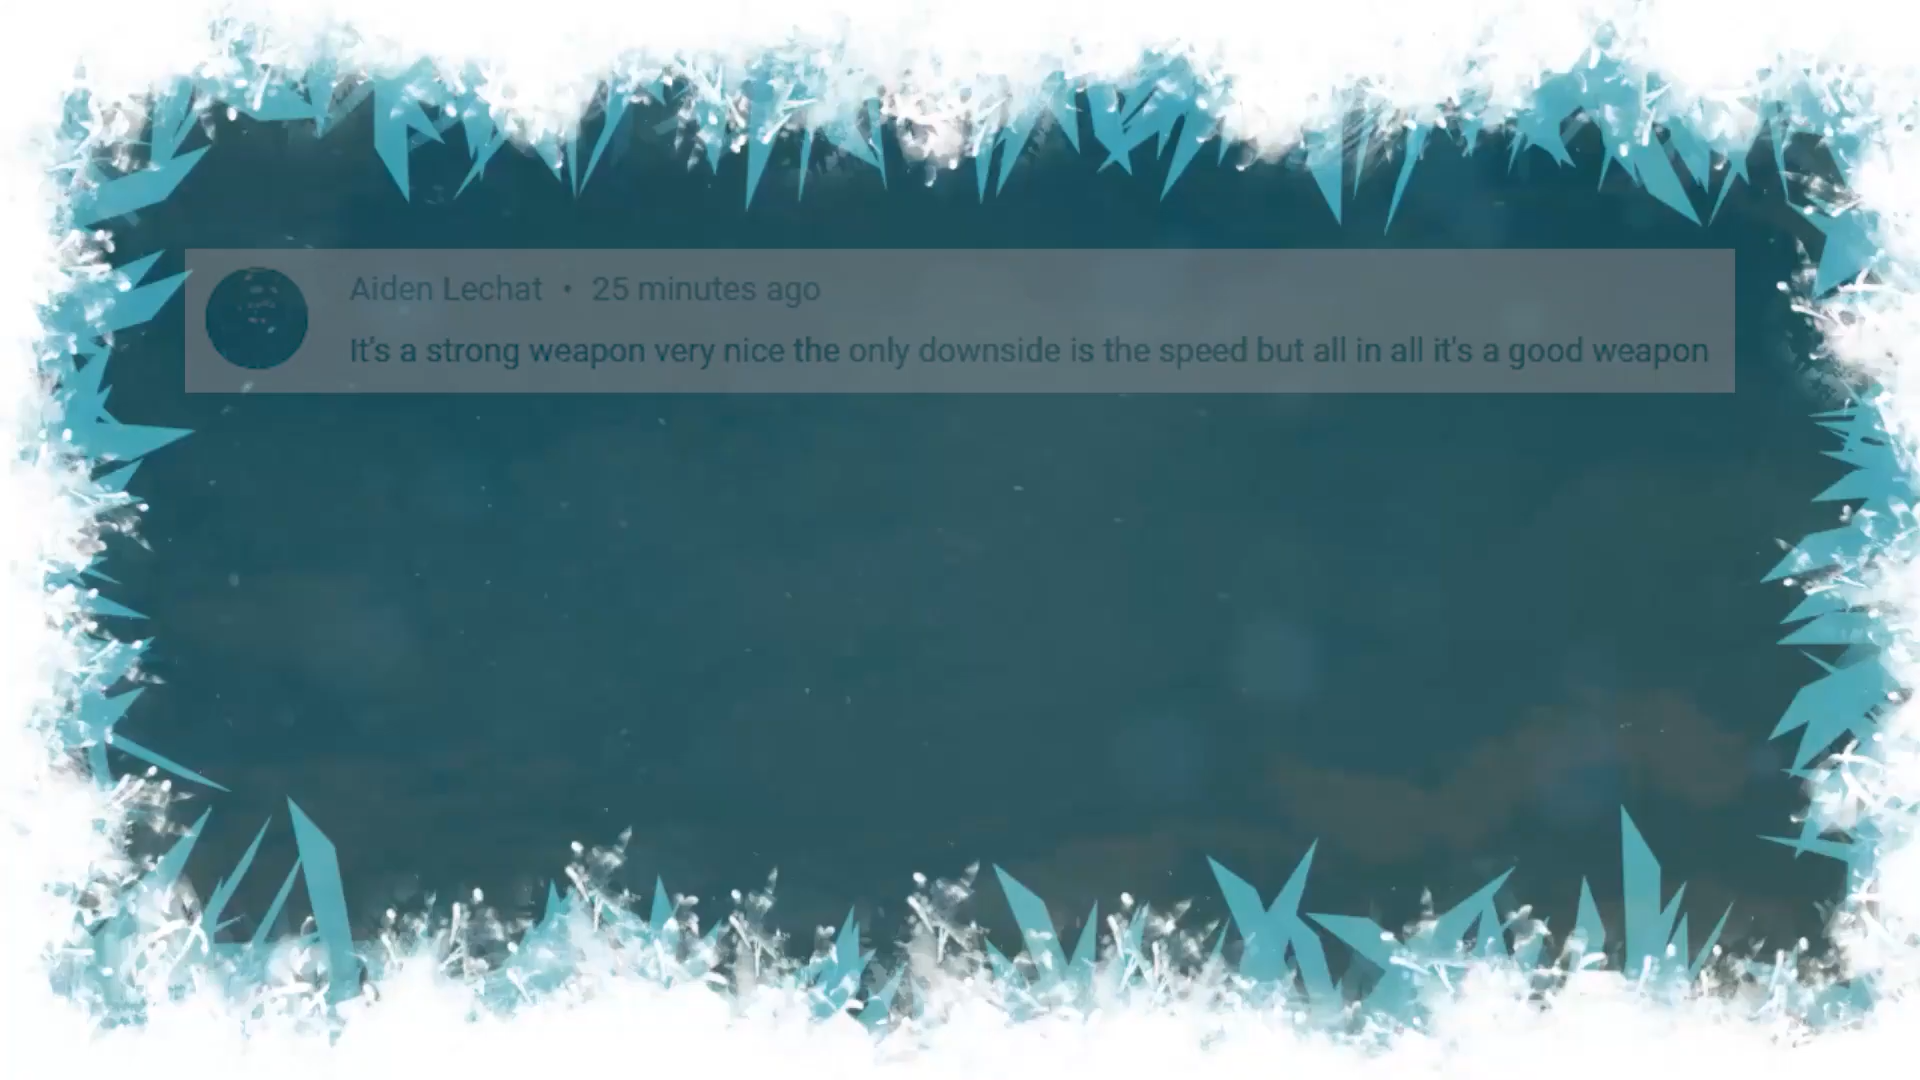 Aiden Lechat • 25 minutes ago
It's a strong weapon very nice the only downside is the speed but all in all it's a good weapon